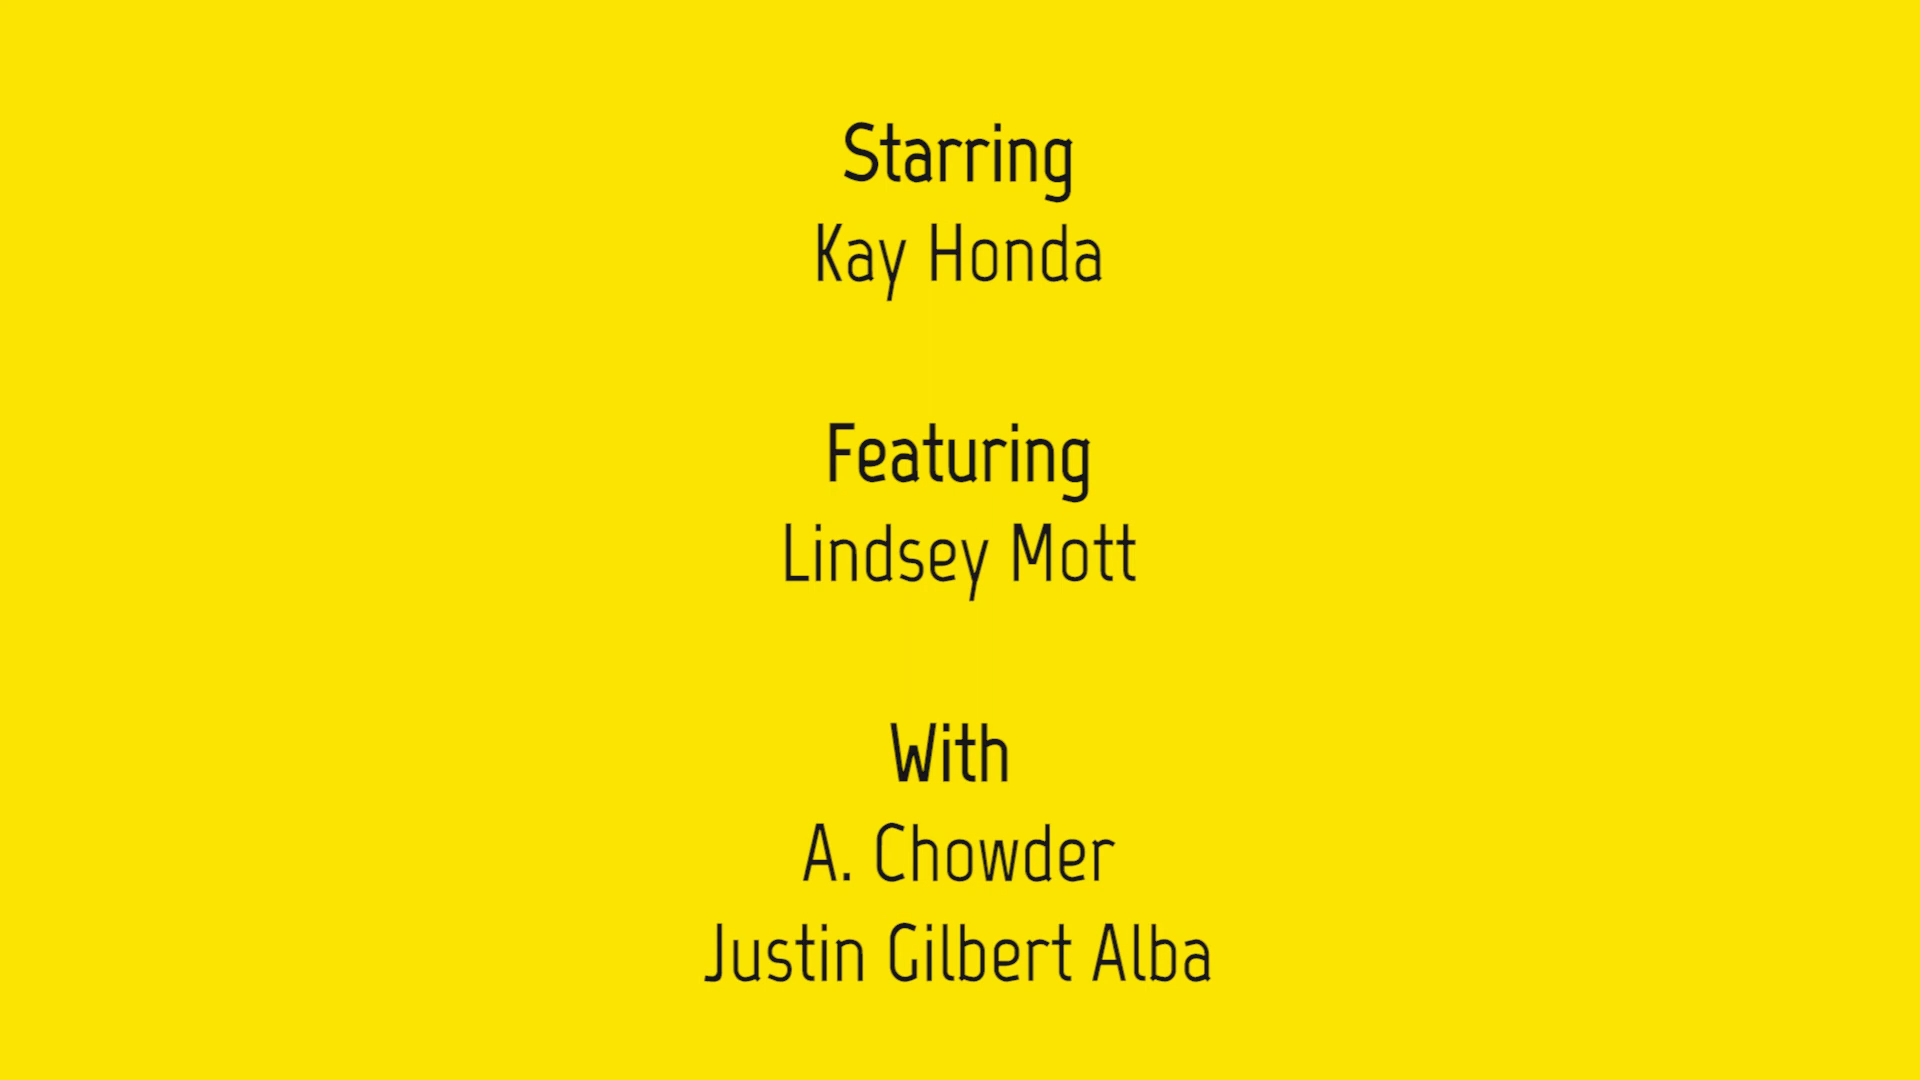 Starring
Kay Honda
Featuring
Lindsey Mott
With
A. Chowder
Justin Gilbert Alba